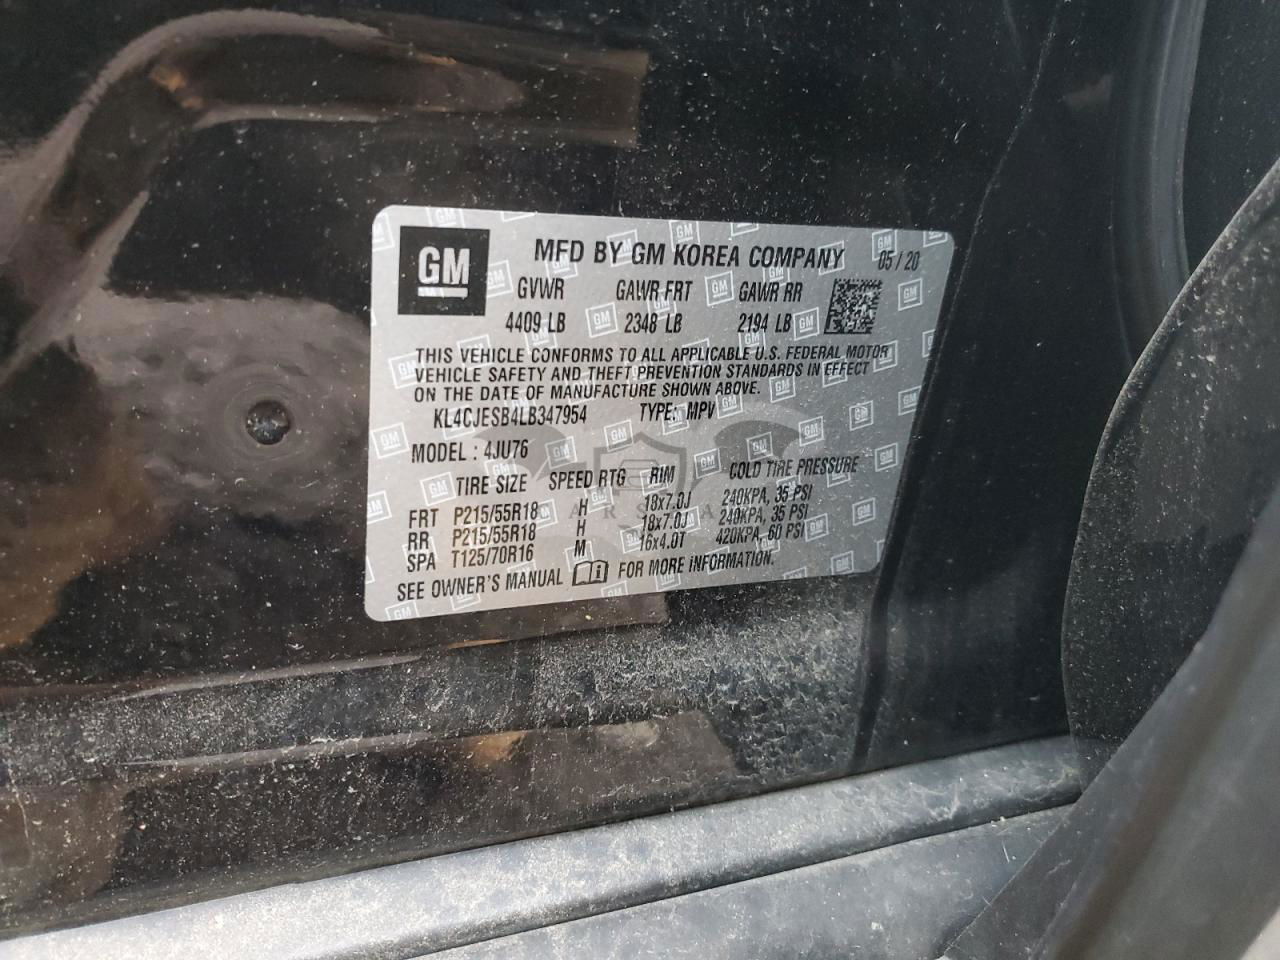 GM MFD BY GM KOREA COMPANY 05 / 20
GVWR GAWR FRT GAWR RR
4409 LB 2348 LB 2194 LB
THIS VEHICLE CONFORMS TO ALL APPLICABLE U.S. FEDERAL MOTOR
VEHICLE SAFETY AND THEFT PREVENTION STANDARDS IN EFFECT
ON THE DATE OF MANUFACTURE SHOWN ABOVE.
KL4CJESB4LB347954 TYPE: MPV
MODEL : 4JU76
TIRE SIZE SPEED RTG RIM COLD TIRE PRESSURE
FRT P215/55R18 H 18x7.0J 240KPA, 35 PSI
RR P215/55R18 H 18x7.0J 240KPA, 35 PSI
SPA T125/70R16 M 16x4.0T 420KPA, 60 PSI
SEE OWNER'S MANUAL FOR MORE INFORMATION.